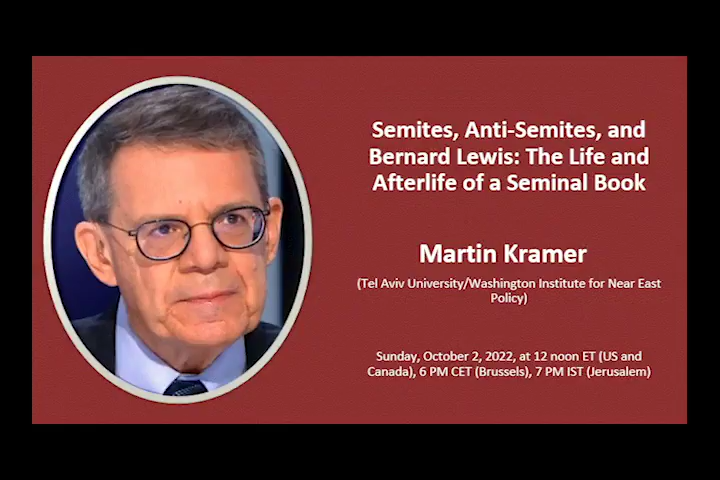 Semites, Anti-Semites, and
Bernard Lewis: The Life and
Afterlife of a Seminal Book
Martin Kramer
(Tel Aviv University/Washington Institute for Near East
Policy)
Sunday, October 2, 2022, at 12 noon ET (US and
Canada), 6 PM CET (Brussels), 7 PM IST (Jerusalem)